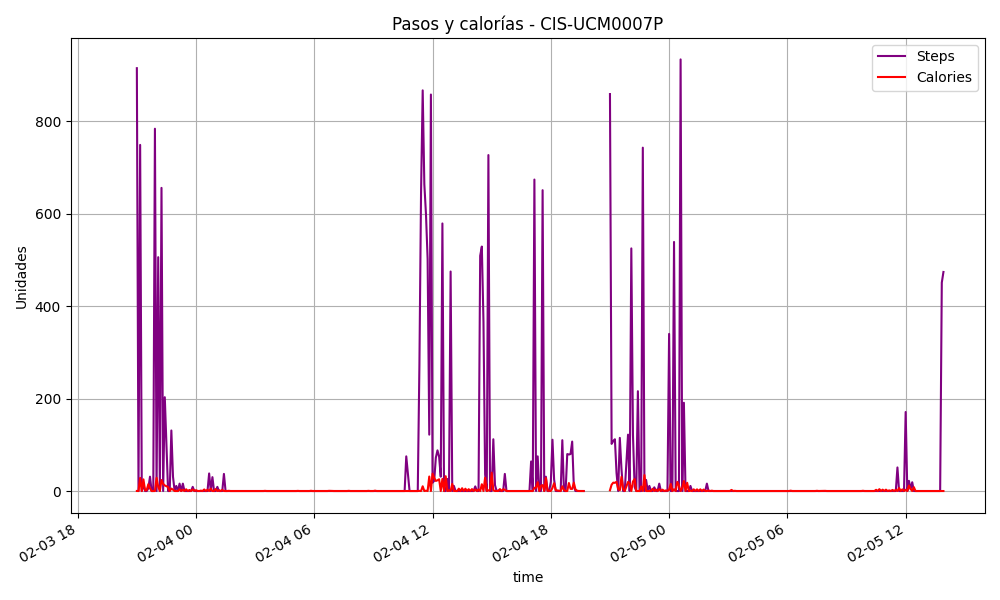 Pasos y calorías - CIS-UCM0007P
Steps
Calories
Unidades
800
600
400
200
0
02-03 18
02-04 00
02-04 06
02-04 12
02-04 18
02-05 00
02-05 06
02-05 12
time